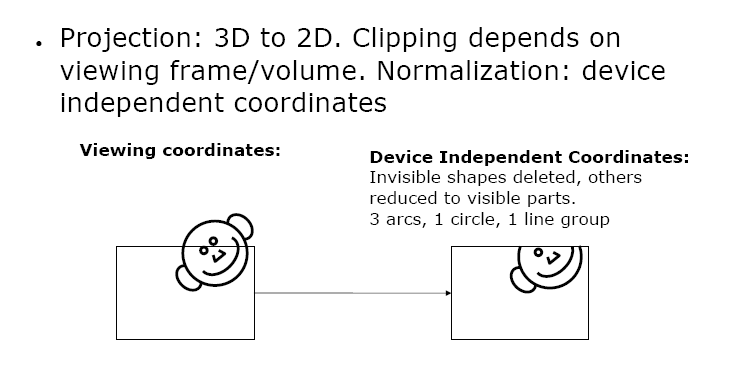 • Projection: 3D to 2D. Clipping depends on
viewing frame/volume. Normalization: device
independent coordinates
Viewing coordinates:
Device Independent Coordinates:
Invisible shapes deleted, others
reduced to visible parts.
3 arcs, 1 circle, 1 line group